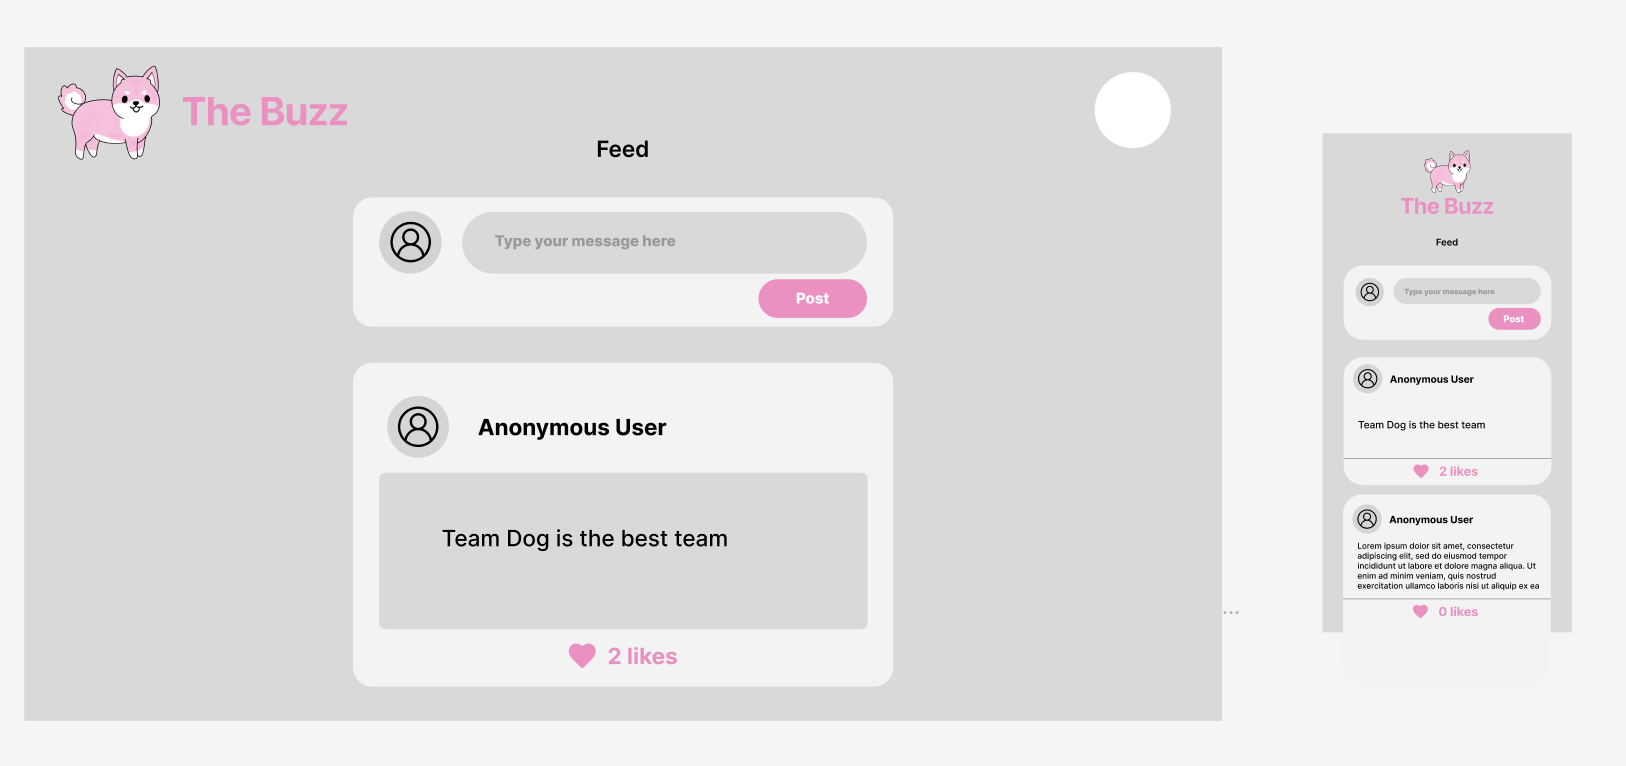 The Buzz
Feed
Type your message here
Post
Anonymous User
Team Dog is the best team
2 likes
...
The Buzz
Feed
Type your message here
Post
Anonymous User
Team Dog is the best team
2 likes
Anonymous User
Lorem ipsum dolor sit amet, consectetur
adipiscing elit, sed do eiusmod tempor
incididunt ut labore et dolore magna aliqua. Ut
enim ad minim veniam, quis nostrud
exercitation ullamco laboris nisi ut aliquip ex ea
0 likes